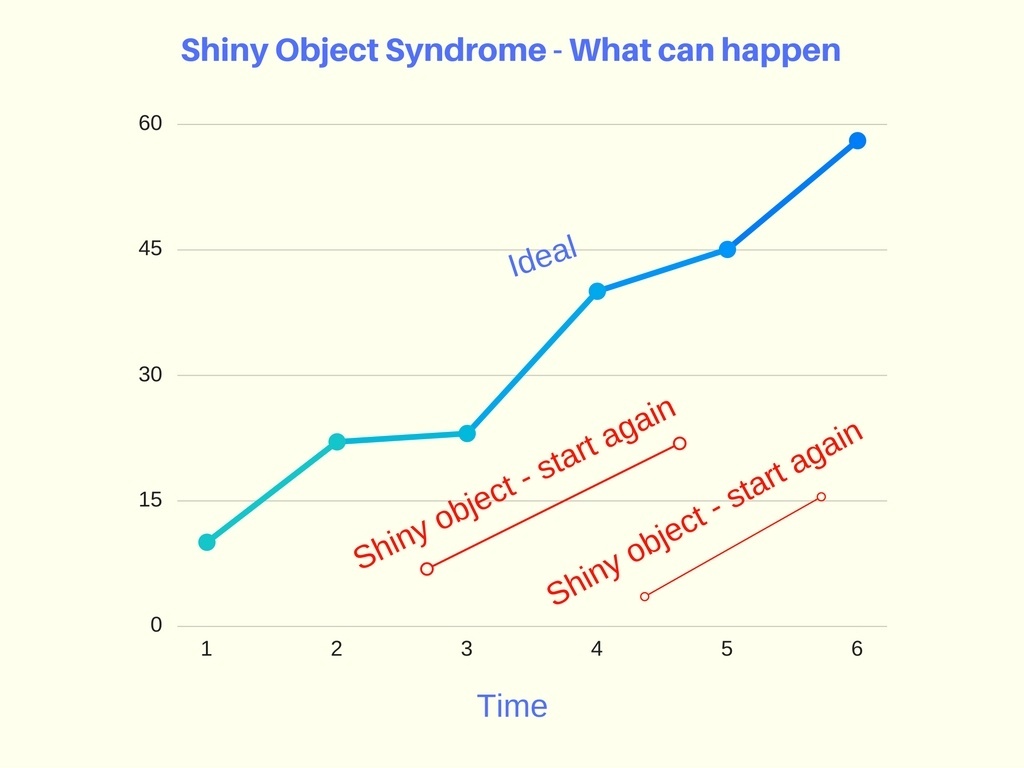 Shiny Object Syndrome - What can happen
60
45
Ideal
30
Shiny object - start again
Shiny object - start again
15
0
1 2 3 4 5 6
Time